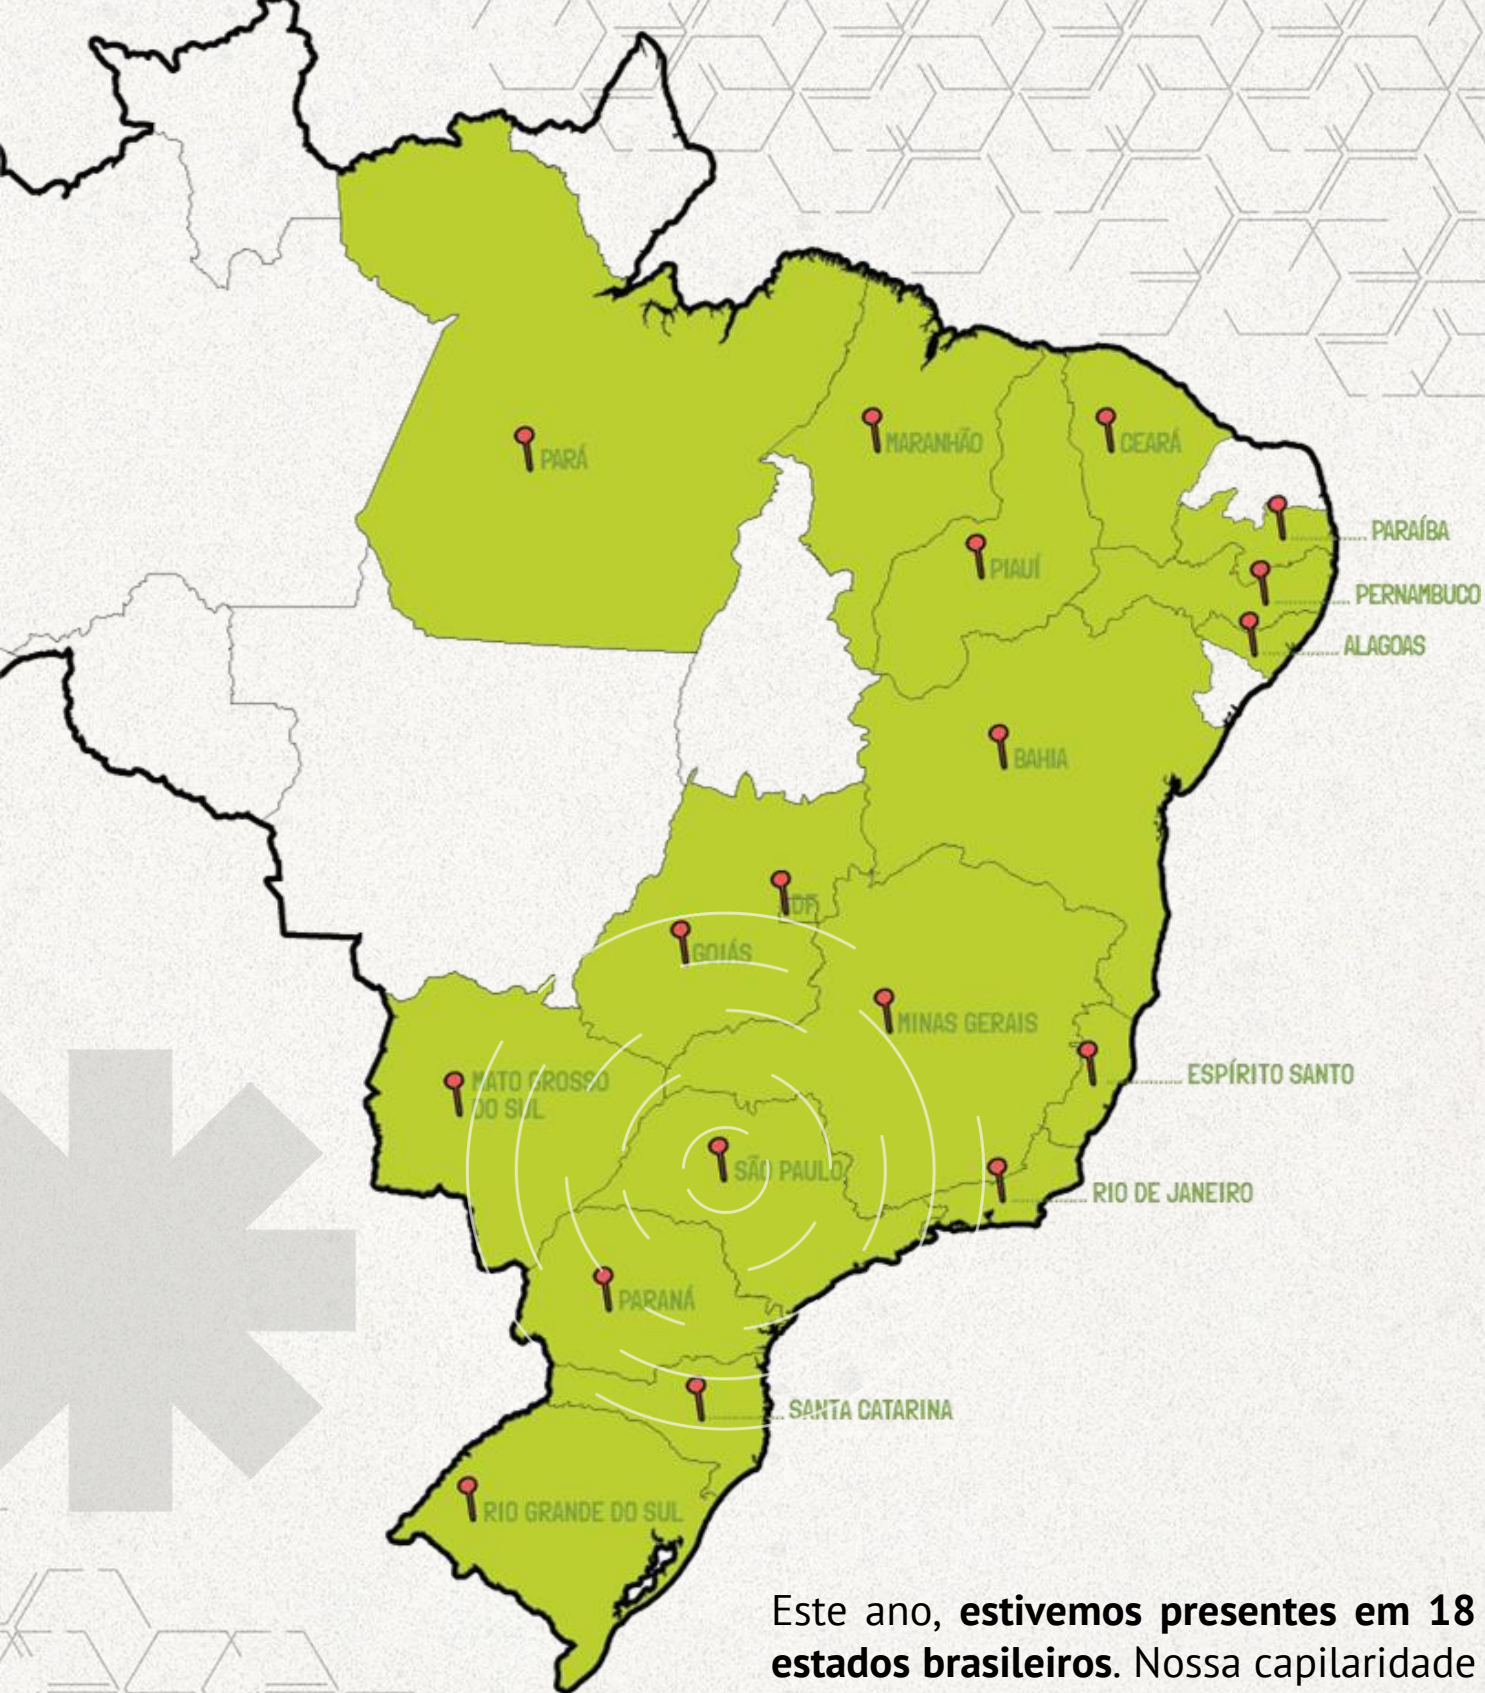 MARANHÃO
CEARÁ
PARÁ
PARAÍBA
PIAUÍ
PERNAMBUCO
ALAGOAS
BAHIA
DF
GOIÁS
MINAS GERAIS
ESPÍRITO SANTO
MATO GROSSO
DO SUL
SÃO PAULO
RIO DE JANEIRO
PARANÁ
SANTA CATARINA
RIO GRANDE DO SUL
Este ano, estivemos presentes em 18
estados brasileiros. Nossa capilaridade